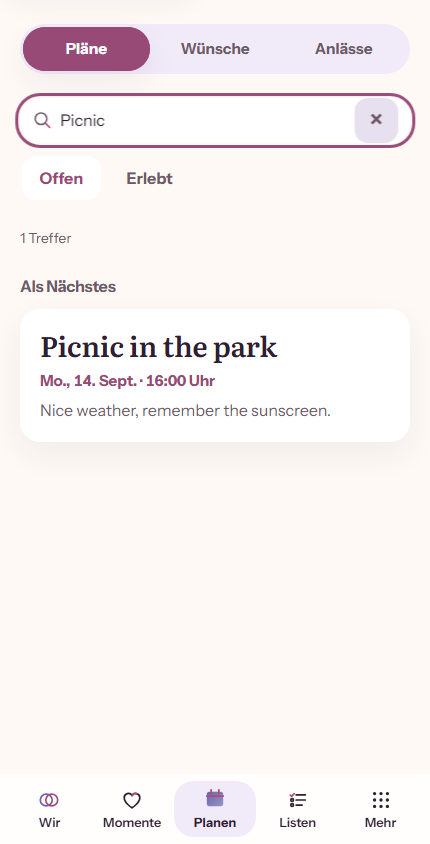 Pläne Wünsche Anlässe
Picnic
Offen Erlebt
1 Treffer
Als Nächstes
Picnic in the park
Mo., 14. Sept. · 16:00 Uhr
Nice weather, remember the sunscreen.
Wir Momente Planen Listen Mehr